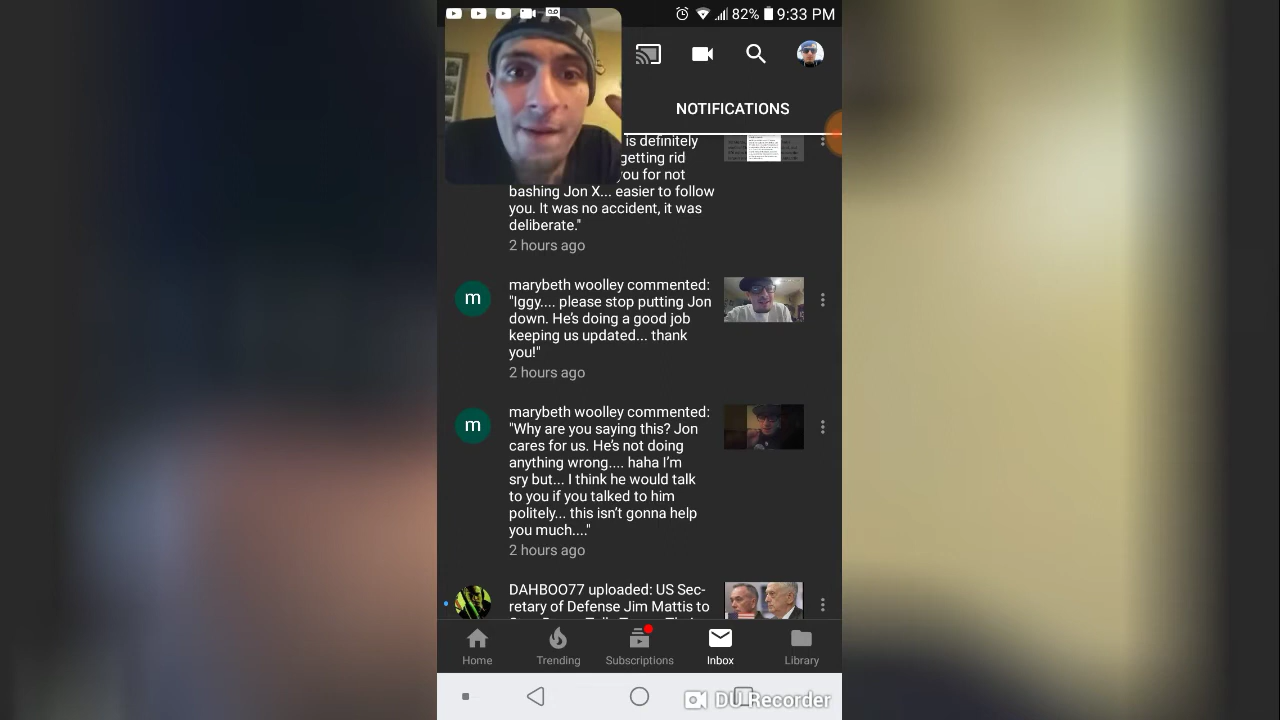 82% 9:33 PM
NOTIFICATIONS
is definitely
getting rid
you for not
bashing Jon X... easier to follow
you. It was no accident, it was
deliberate."
2 hours ago
m
marybeth woolley commented:
"Iggy.... please stop putting Jon
down. He's doing a good job
keeping us updated... thank
you!"
2 hours ago
m
marybeth woolley commented:
"Why are you saying this? Jon
cares for us. He's not doing
anything wrong.... haha I'm
sry but... I think he would talk
to you if you talked to him
politely... this isn't gonna help
you much...."
2 hours ago
DAHBOO77 uploaded: US Sec-
retary of Defense Jim Mattis to
Home
Trending
Subscriptions
Inbox
Library
DU Recorder